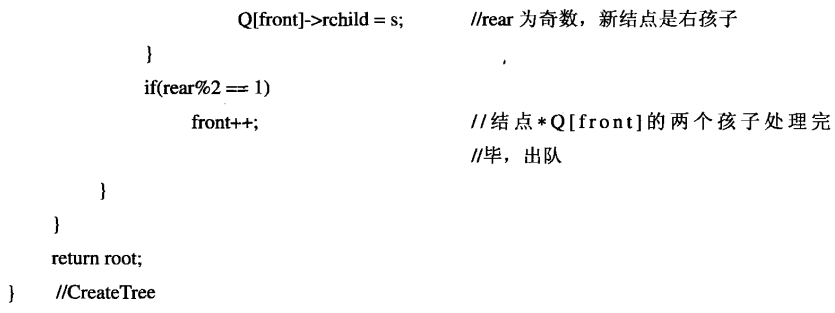 Q[front]->rchild = s; //rear 为奇数，新结点是右孩子
}
if(rear%2 == 1)
front++; //结点*Q[front]的两个孩子处理完
//毕，出队
}
}
return root;
} //CreateTree